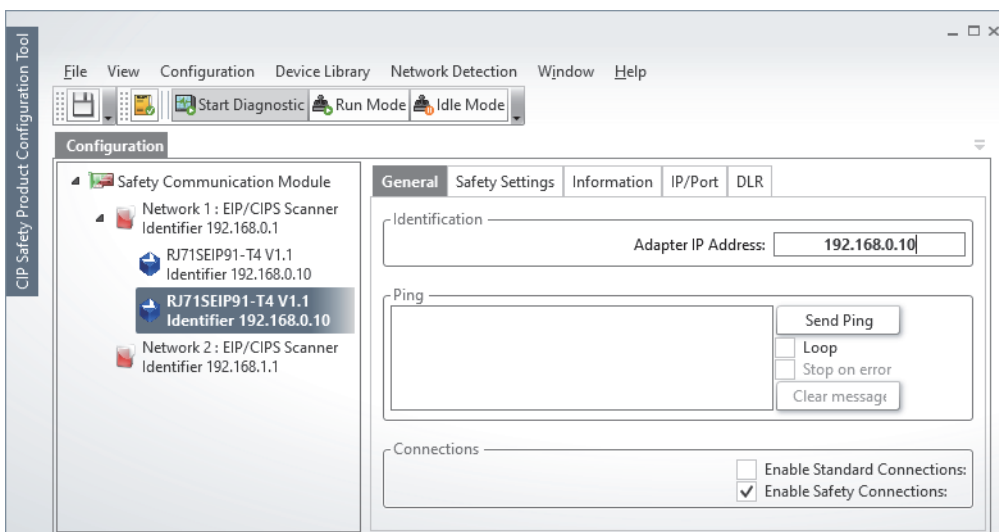 CIP Safety Product Configuration Tool
File View Configuration Device Library Network Detection Window Help
Start Diagnostic Run Mode Idle Mode
Configuration
Safety Communication Module
Network 1 : EIP/CIPS Scanner
Identifier 192.168.0.1
RJ71SEIP91-T4 V1.1
Identifier 192.168.0.10
RJ71SEIP91-T4 V1.1
Identifier 192.168.0.10
Network 2 : EIP/CIPS Scanner
Identifier 192.168.1.1
General Safety Settings Information IP/Port DLR
Identification
Adapter IP Address: 192.168.0.10
Ping
Send Ping
Loop
Stop on error
Clear message
Connections
Enable Standard Connections:
Enable Safety Connections: